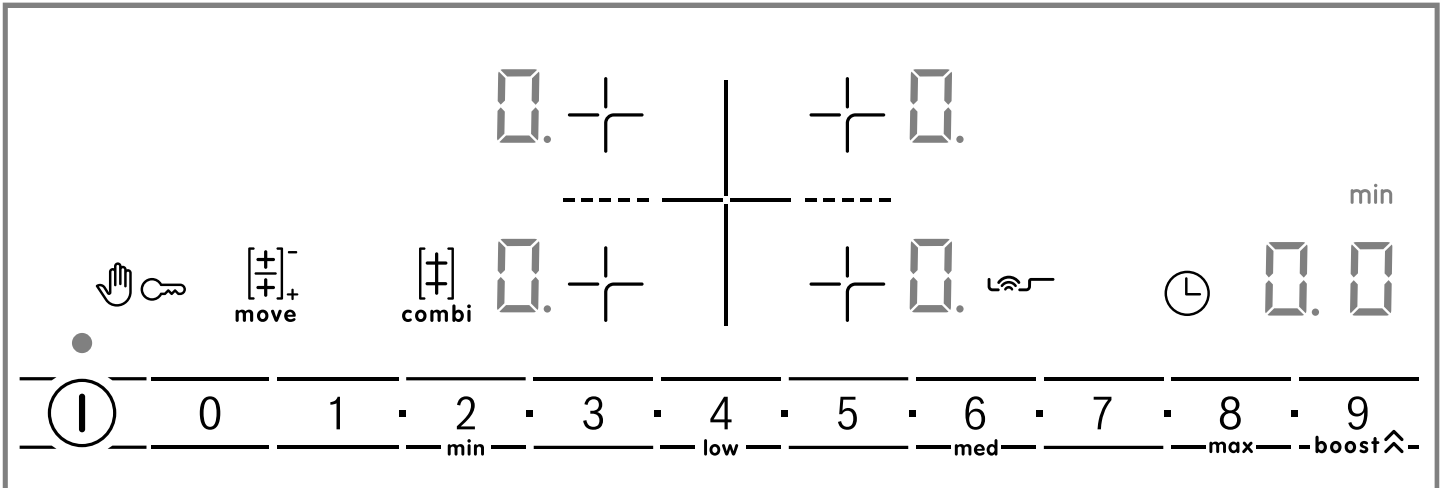 0. 0.
min
0. 0. 0. 0
move combi
0 1 · 2 · 3 · 4 · 5 · 6 · 7 · 8 · 9
min low med max boost